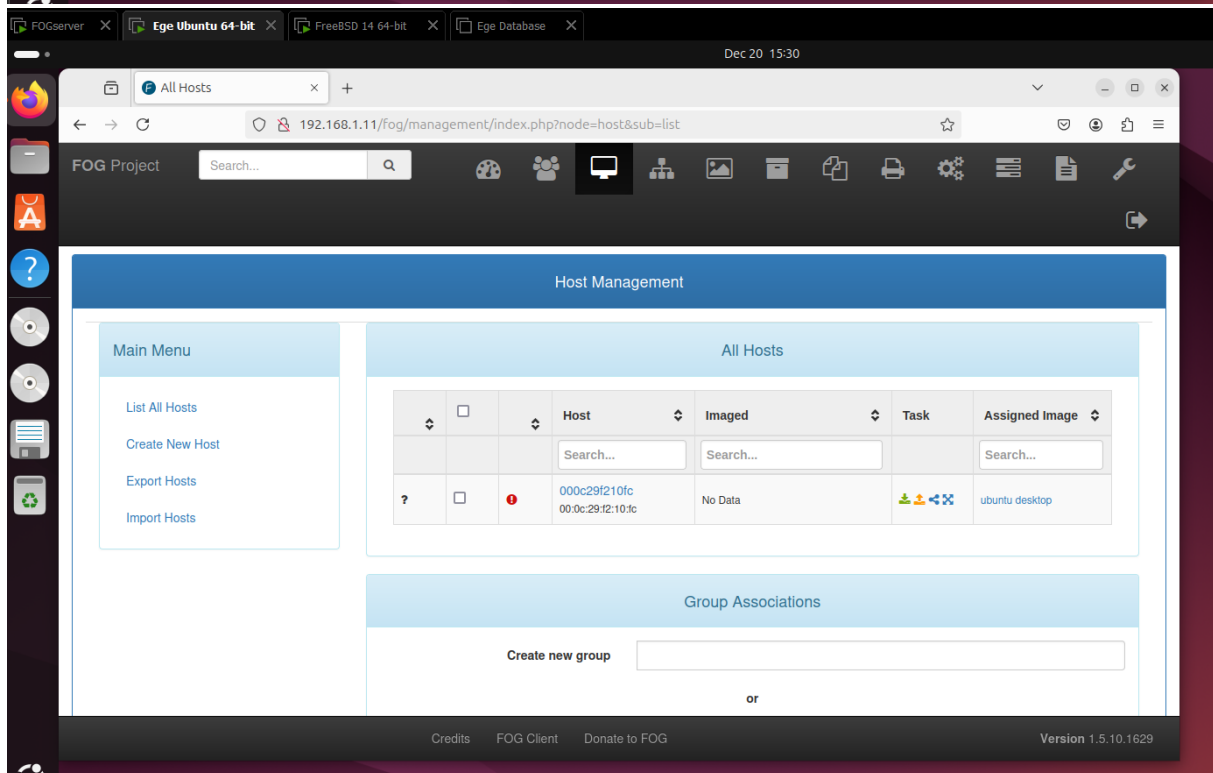 FOGserver
Ege Ubuntu 64-bit
FreeBSD 14 64-bit
Ege Database
Dec 20 15:30
All Hosts
192.168.1.11/fog/management/index.php?node=host&sub=list
FOG Project
Search...
Host Management
Main Menu
List All Hosts
Create New Host
Export Hosts
Import Hosts
All Hosts
Host Imaged Task Assigned Image
Search... Search... Search...
? 000c29f210fc No Data ubuntu desktop
00:0c:29:f2:10:fc
Group Associations
Create new group
or
Credits FOG Client Donate to FOG Version 1.5.10.1629